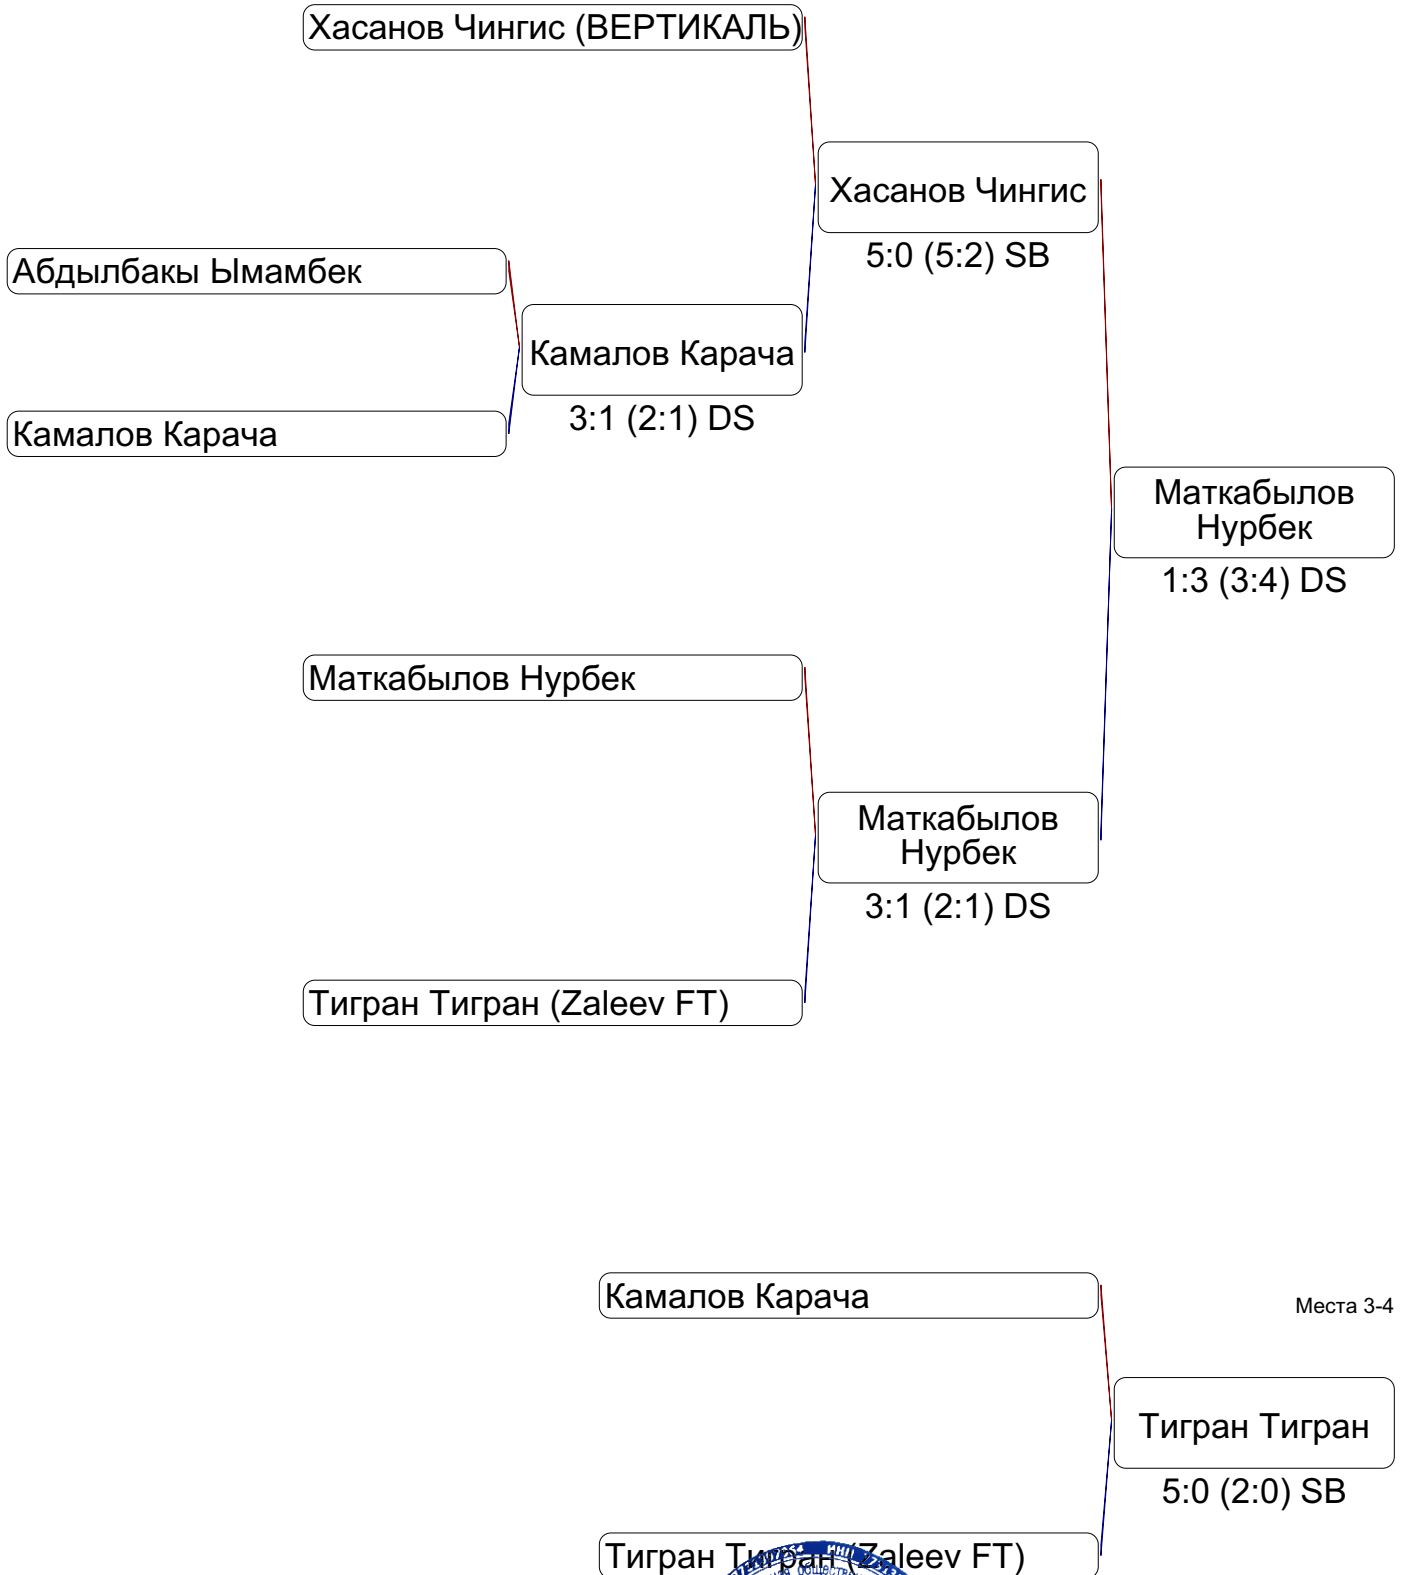 Хасанов Чингис (ВЕРТИКАЛЬ)
Хасанов Чингис
5:0 (5:2) SB
Абдылбакы Ымамбек
Камалов Карача
3:1 (2:1) DS
Камалов Карача
Маткабылов
Нурбек
1:3 (3:4) DS
Маткабылов Нурбек
Маткабылов
Нурбек
3:1 (2:1) DS
Тигран Тигран (Zaleev FT)
Камалов Карача
Места 3-4
Тигран Тигран
5:0 (2:0) SB
Тигран Тигран (Zaleev FT)